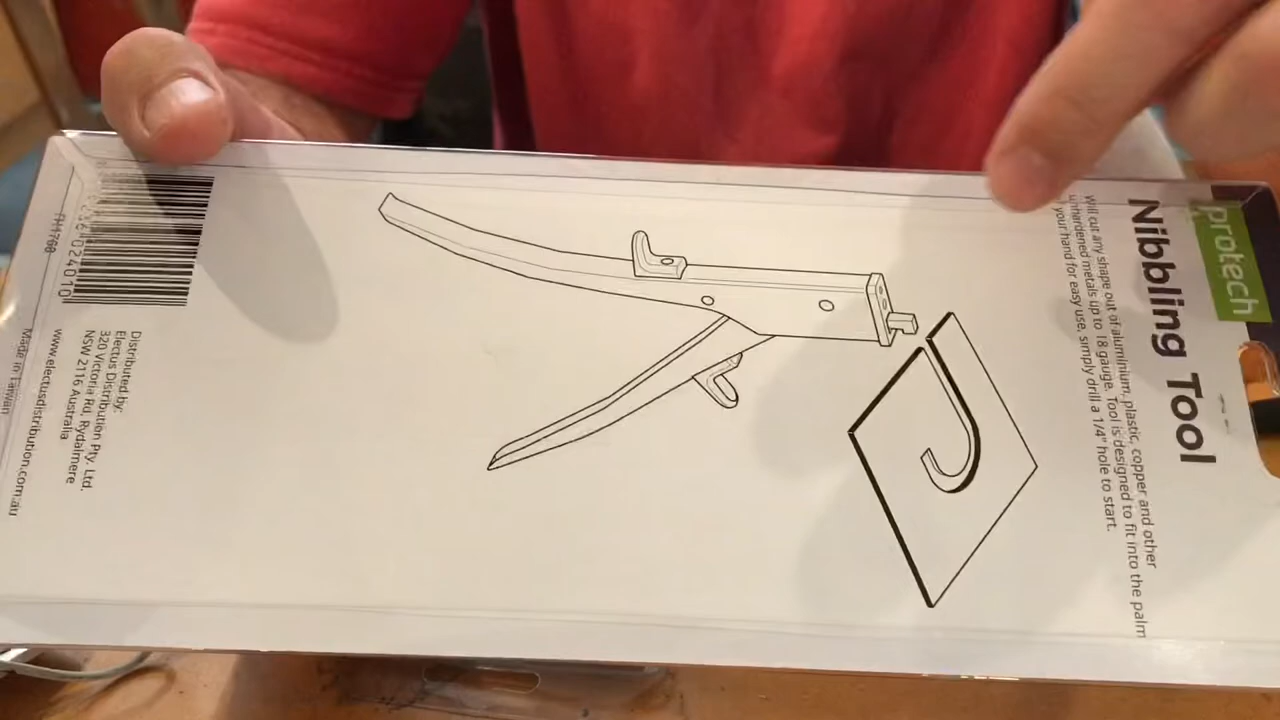 protech
Nibbling Tool
Will cut any shape out of aluminium, plastic, copper and other
unhardened metals up to 18 gauge. Tool is designed to fit into the palm
your hand for easy use, simply drill a 1/4" hole to start.
Distributed by:
Electus Distribution Pty. Ltd.
320 Victoria Rd, Rydalmere
NSW 2116 Australia
www.electusdistribution.com.au
Made in Taiwan
024010